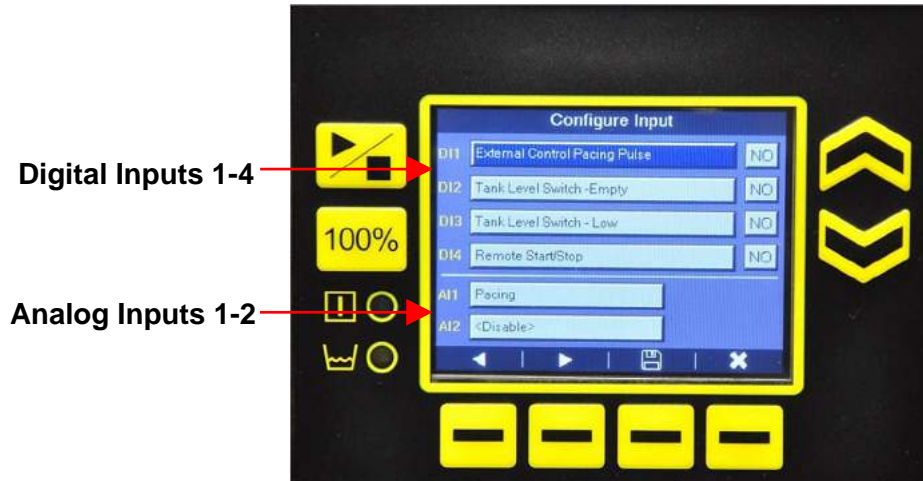 Configure Input
DI1 External Control Pacing Pulse NO
Digital Inputs 1-4
DI2 Tank Level Switch -Empty NO
DI3 Tank Level Switch - Low NO
100%
DI4 Remote Start/Stop NO
AI1 Pacing
Analog Inputs 1-2
AI2 <Disable>